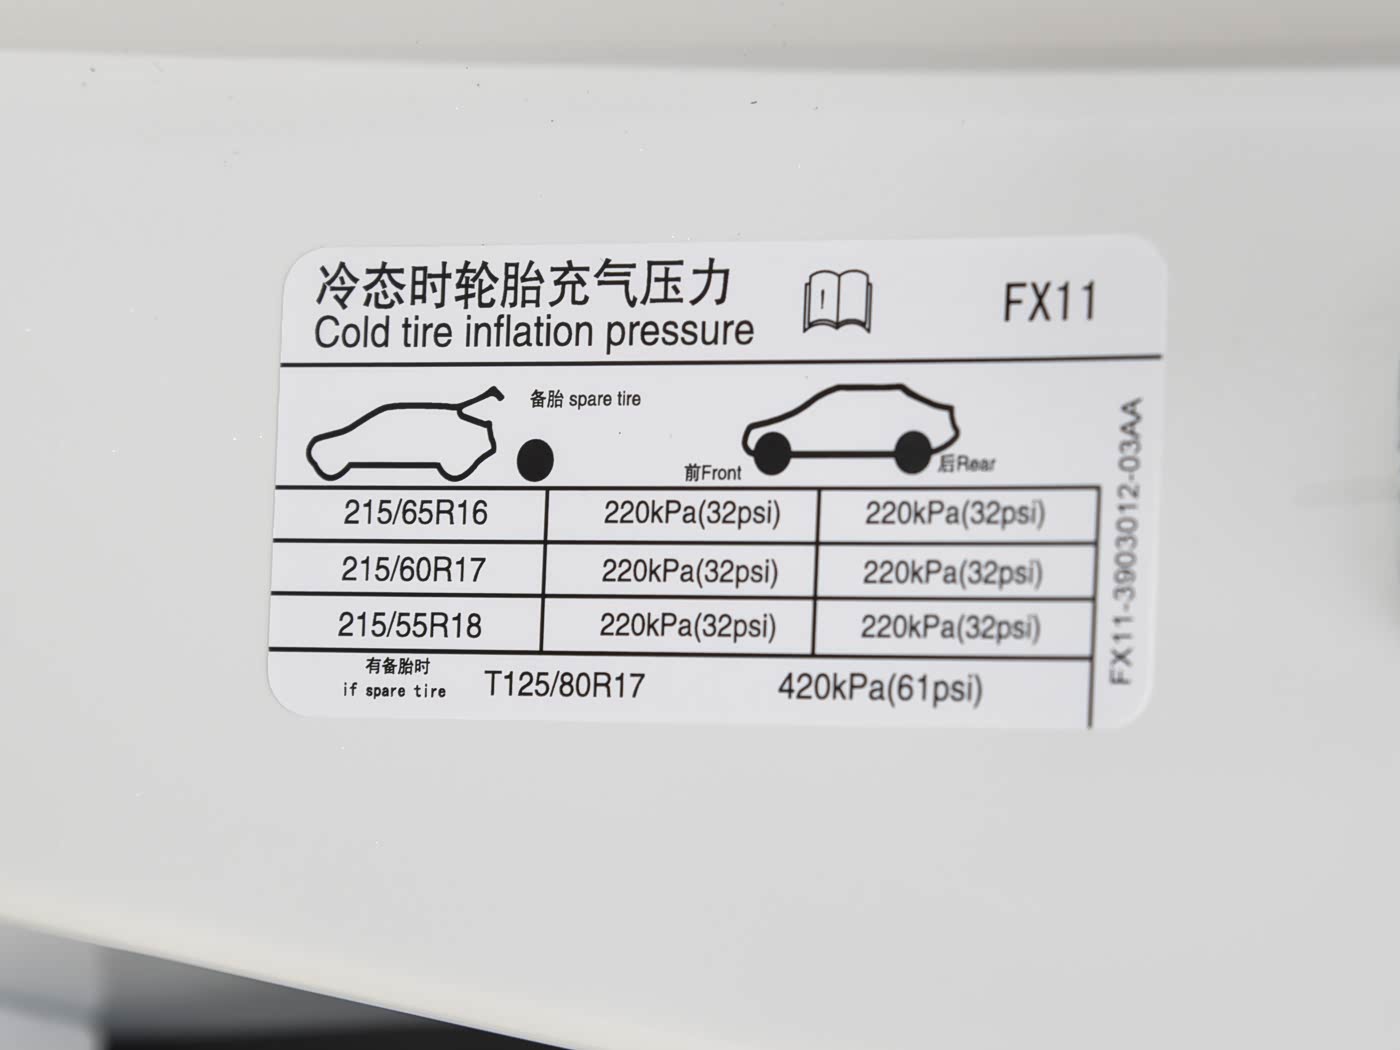 冷态时轮胎充气压力
Cold tire inflation pressure
FX11
备胎 spare tire
前Front
后Rear
215/65R16 220kPa(32psi) 220kPa(32psi)
215/60R17 220kPa(32psi) 220kPa(32psi)
215/55R18 220kPa(32psi) 220kPa(32psi)
有备胎时
if spare tire T125/80R17 420kPa(61psi)
FX11-3903012-03AA